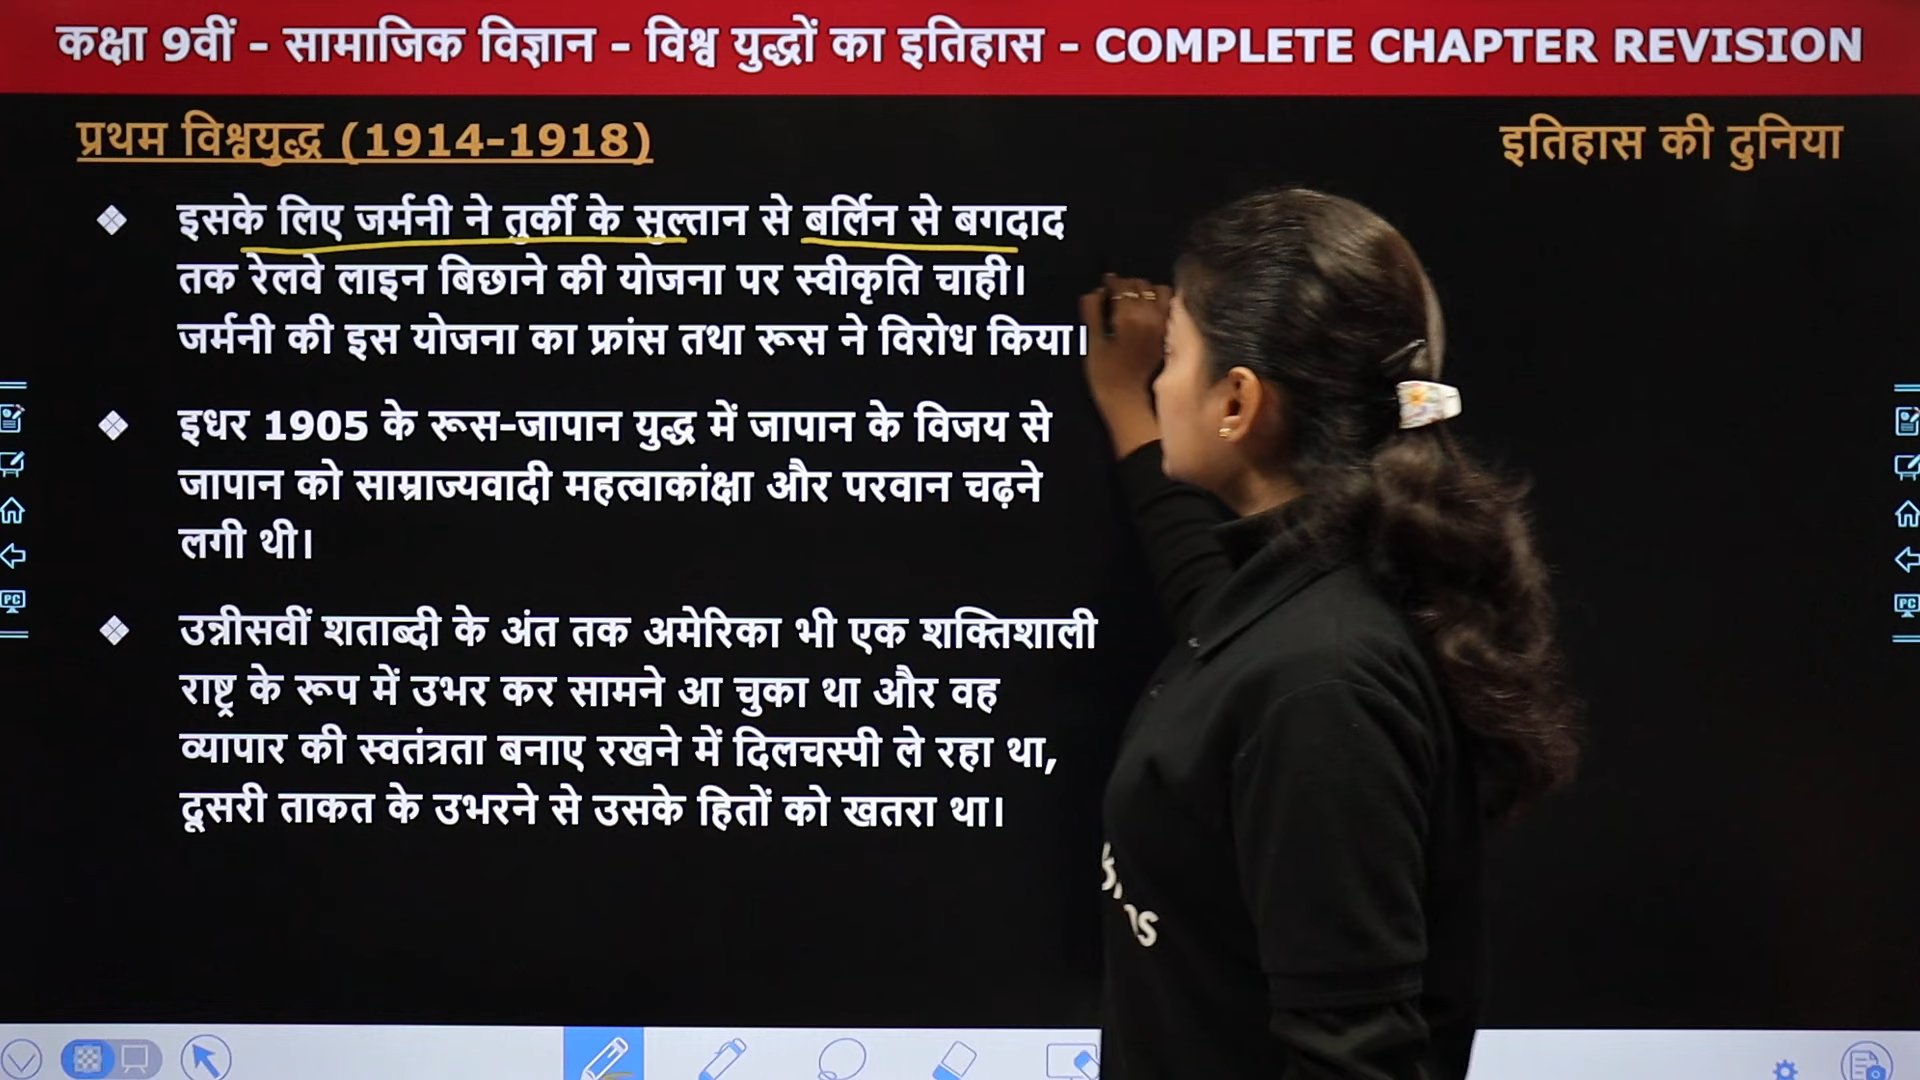 कक्षा 9वीं - सामाजिक विज्ञान - विश्व युद्धों का इतिहास - COMPLETE CHAPTER REVISION
प्रथम विश्वयुद्ध (1914-1918)
इतिहास की दुनिया
❖ इसके लिए जर्मनी ने तुर्की के सुल्तान से बर्लिन से बगदाद
तक रेलवे लाइन बिछाने की योजना पर स्वीकृति चाही।
जर्मनी की इस योजना का फ्रांस तथा रूस ने विरोध किया।
❖ इधर 1905 के रूस-जापान युद्ध में जापान के विजय से
जापान को साम्राज्यवादी महत्वाकांक्षा और परवान चढ़ने
लगी थी।
❖ उन्नीसवीं शताब्दी के अंत तक अमेरिका भी एक शक्तिशाली
राष्ट्र के रूप में उभर कर सामने आ चुका था और वह
व्यापार की स्वतंत्रता बनाए रखने में दिलचस्पी ले रहा था,
दूसरी ताकत के उभरने से उसके हितों को खतरा था।
PC
PC